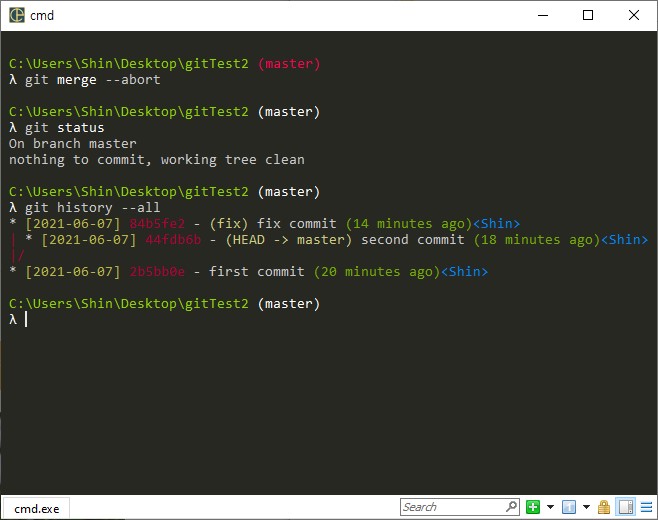 cmd
C:\Users\Shin\Desktop\gitTest2 (master)
λ git merge --abort
C:\Users\Shin\Desktop\gitTest2 (master)
λ git status
On branch master
nothing to commit, working tree clean
C:\Users\Shin\Desktop\gitTest2 (master)
λ git history --all
* [2021-06-07] 84b5fe2 - (fix) fix commit (14 minutes ago)<Shin>
| * [2021-06-07] 44fdb6b - (HEAD -> master) second commit (18 minutes ago)<Shin>
|/
* [2021-06-07] 2b5bb0e - first commit (20 minutes ago)<Shin>
C:\Users\Shin\Desktop\gitTest2 (master)
λ
cmd.exe
Search